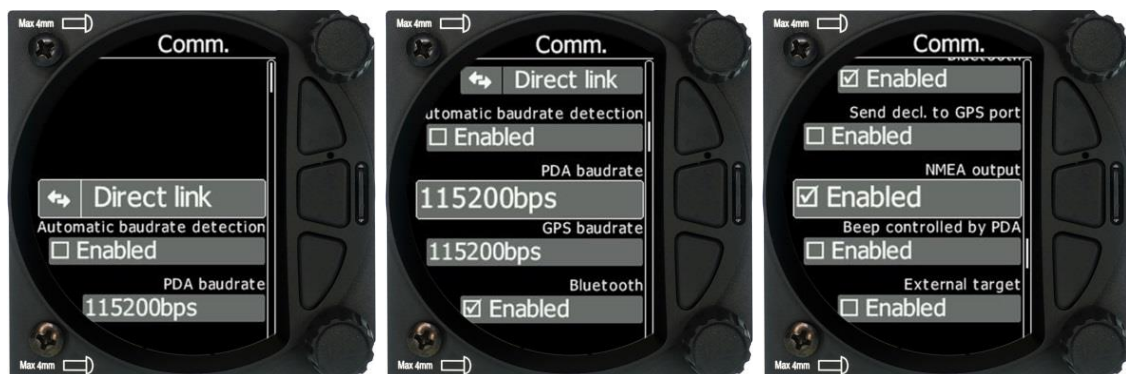 Max 4mm
Comm.
Direct link
Automatic baudrate detection
Enabled
PDA baudrate
115200bps
Max 4mm
Max 4mm
Comm.
Direct link
utomatic baudrate detection
Enabled
PDA baudrate
115200bps
GPS baudrate
115200bps
Bluetooth
Enabled
Max 4mm
Max 4mm
Comm.
Bluetooth
Enabled
Send decl. to GPS port
Enabled
NMEA output
Enabled
Beep controlled by PDA
Enabled
External target
Enabled
Max 4mm